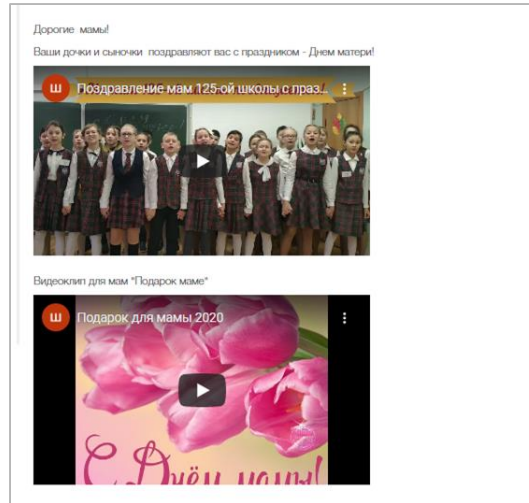 Дорогие мамы!
Ваши дочки и сыночки поздравляют вас с праздником - Днем матери!
Ш Поздравление мам 125-ой школы с праз...
Видеоклип для мам "Подарок маме"
Ш Подарок для мамы 2020
С Днём мамы!